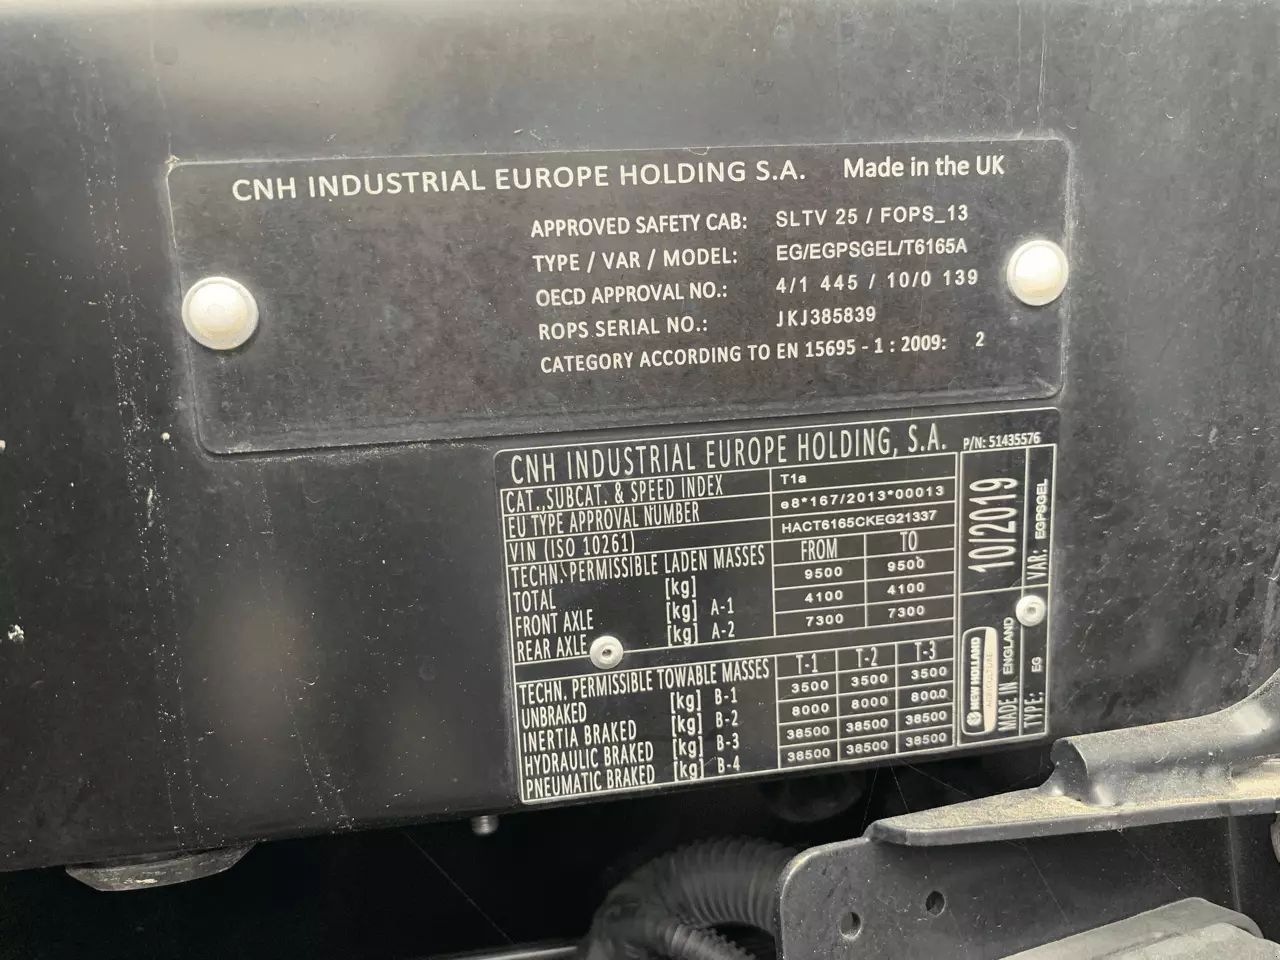 CNH INDUSTRIAL EUROPE HOLDING S.A. Made in the UK
APPROVED SAFETY CAB: SLTV 25 / FOPS_13
TYPE / VAR / MODEL: EG/EGPSGEL/T6165A
OECD APPROVAL NO.: 4/1 445 / 10/0 139
ROPS SERIAL NO.: JKJ385839
CATEGORY ACCORDING TO EN 15695 - 1 : 2009: 2
CNH INDUSTRIAL EUROPE HOLDING, S.A. P/N: 51435576
CAT.,SUBCAT. & SPEED INDEX T1a
EU TYPE APPROVAL NUMBER e8*167/2013*00013
VIN (ISO 10261) HACT6165CKEG21337
TECHN. PERMISSIBLE LADEN MASSES FROM TO
TOTAL [kg] 9500 9500
FRONT AXLE [kg] A-1 4100 4100
REAR AXLE [kg] A-2 7300 7300
TECHN. PERMISSIBLE TOWABLE MASSES T-1 T-2 T-3
UNBRAKED [kg] B-1 3500 3500 3500
INERTIA BRAKED [kg] B-2 8000 8000 8000
HYDRAULIC BRAKED [kg] B-3 38500 38500 38500
PNEUMATIC BRAKED [kg] B-4 38500 38500 38500
10/2019
VAR: EGPSGEL
NEW HOLLAND
AGRICULTURE
MADE IN ENGLAND
TYPE: EG